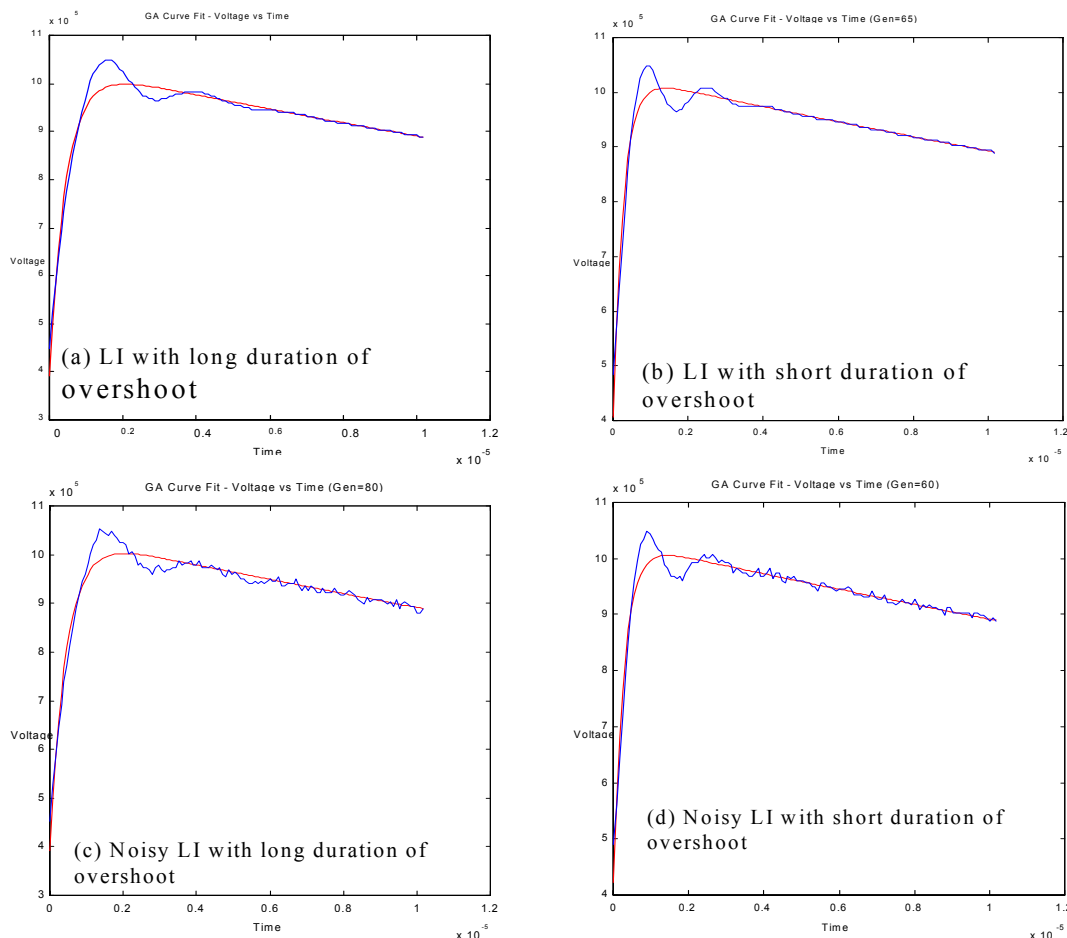 GA Curve Fit - Voltage vs Time
x 10 5
11
10
9
8
7
Voltage
6
5
4
3
(a) LI with long duration of
overshoot
0
0.2
0.4
0.6
0.8
1
1.2
Time
x 10 -5
GA Curve Fit - Voltage vs Time (Gen=65)
x 10 5
11
10
9
8
7
Voltage
6
5
4
(b) LI with short duration of
overshoot
0
0.2
0.4
0.6
0.8
1
1.2
Time
x 10 -5
GA Curve Fit - Voltage vs Time (Gen=80)
x 10 5
11
10
9
8
7
Voltage
6
5
4
3
(c) Noisy LI with long duration of
overshoot
0
0.2
0.4
0.6
0.8
1
1.2
Time
x 10 -5
GA Curve Fit - Voltage vs Time (Gen=60)
x 10 5
11
10
9
8
7
Voltage
6
5
4
(d) Noisy LI with short duration of
overshoot
0
0.2
0.4
0.6
0.8
1
1.2
Time
x 10 -5